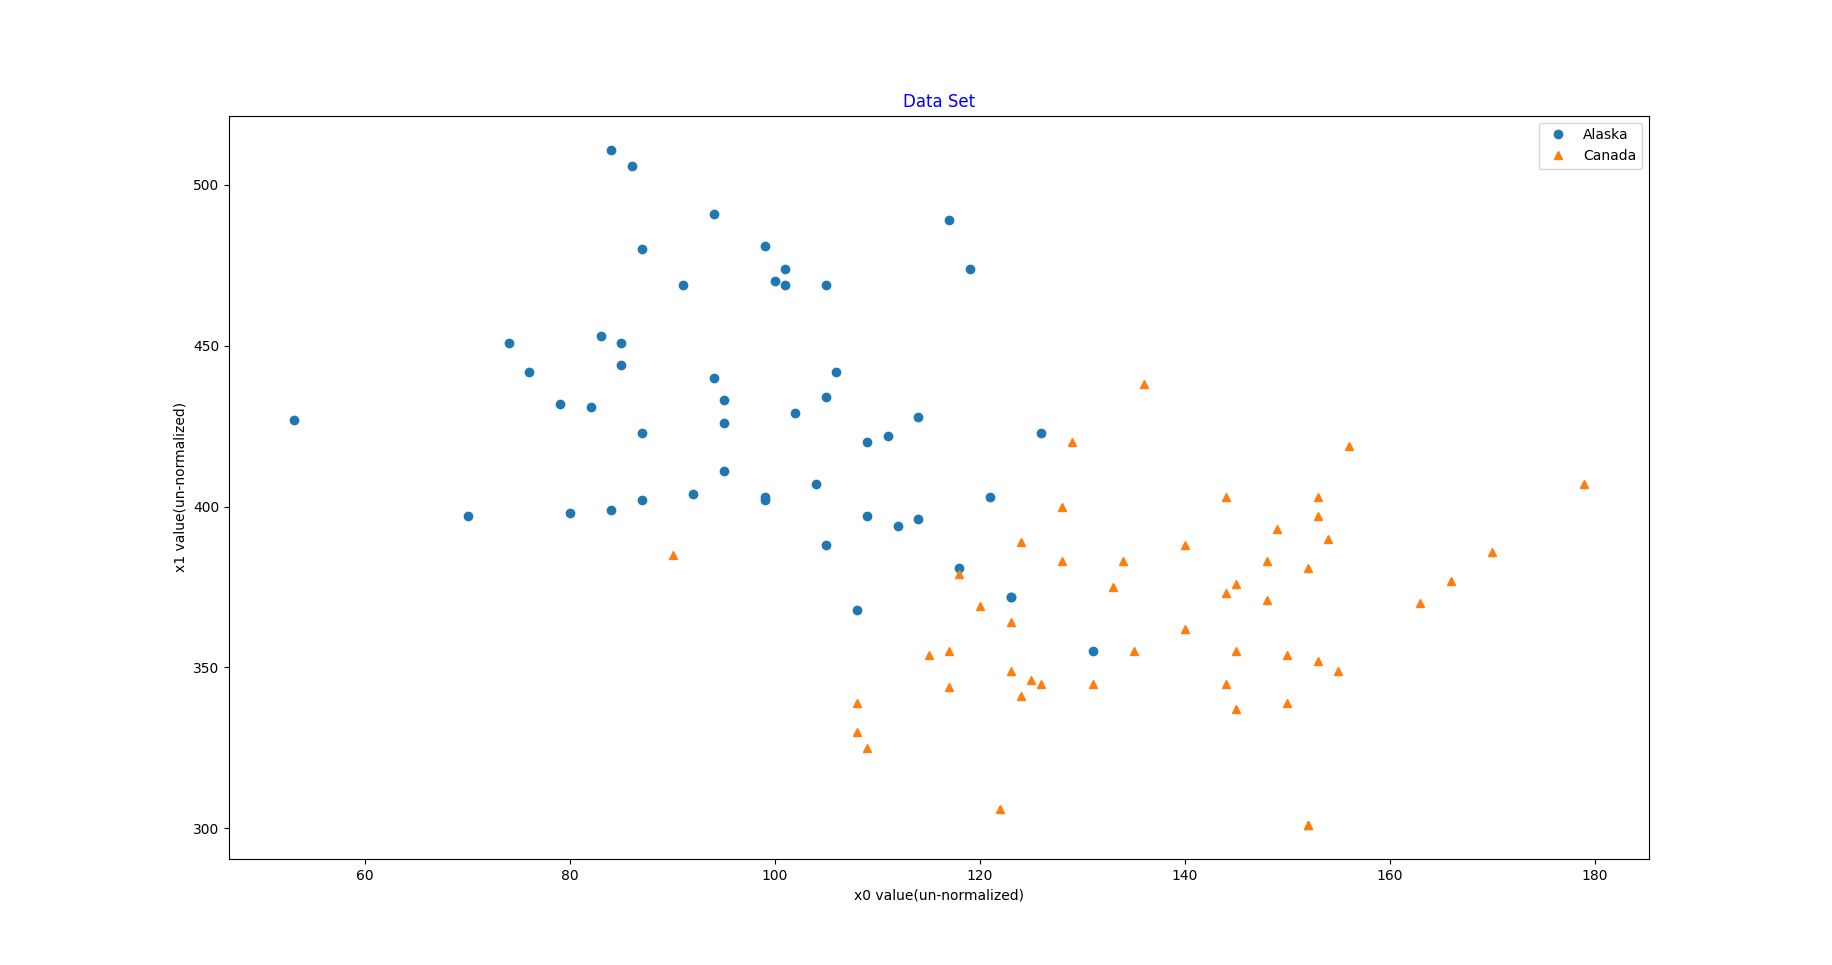 Data Set
Alaska
Canada
500
450
400
350
300
x1 value(un-normalized)
60 80 100 120 140 160 180
x0 value(un-normalized)